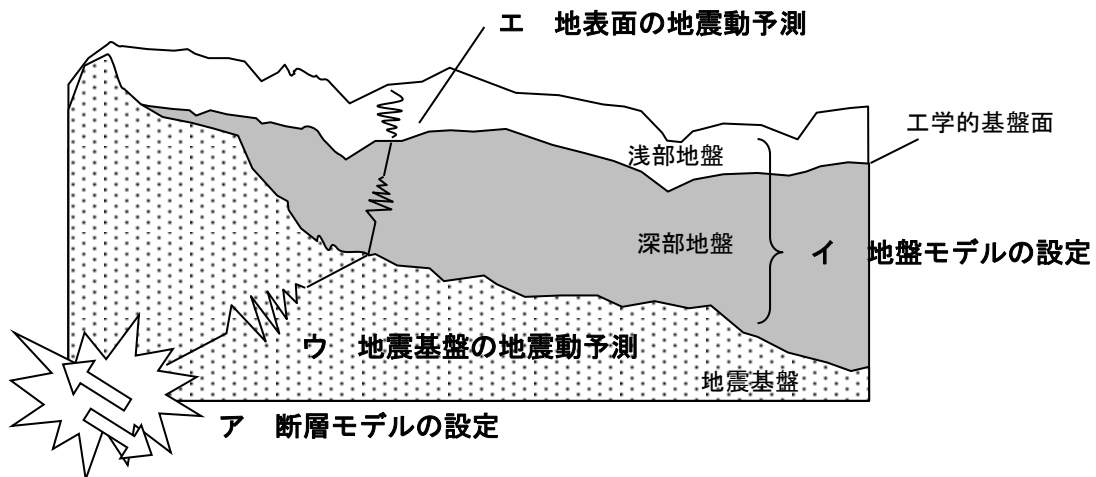 エ　地表面の地震動予測
工学的基盤面
浅部地盤
深部地盤
イ　地盤モデルの設定
ウ　地震基盤の地震動予測
地震基盤
ア　断層モデルの設定